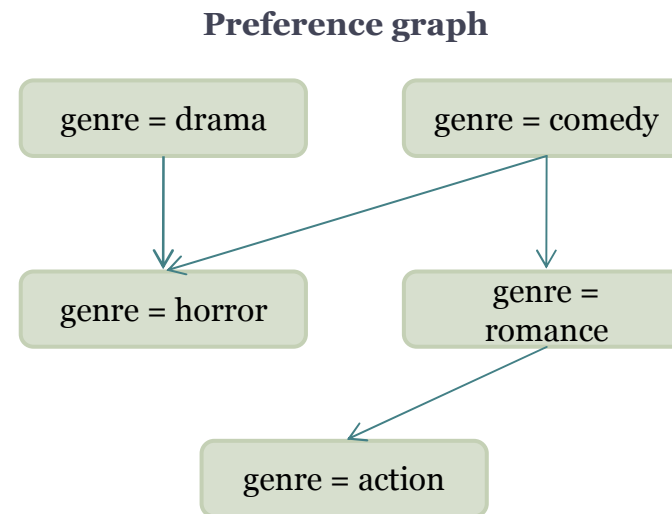 Preference graph
genre = drama
genre = comedy
genre = horror
genre =
romance
genre = action